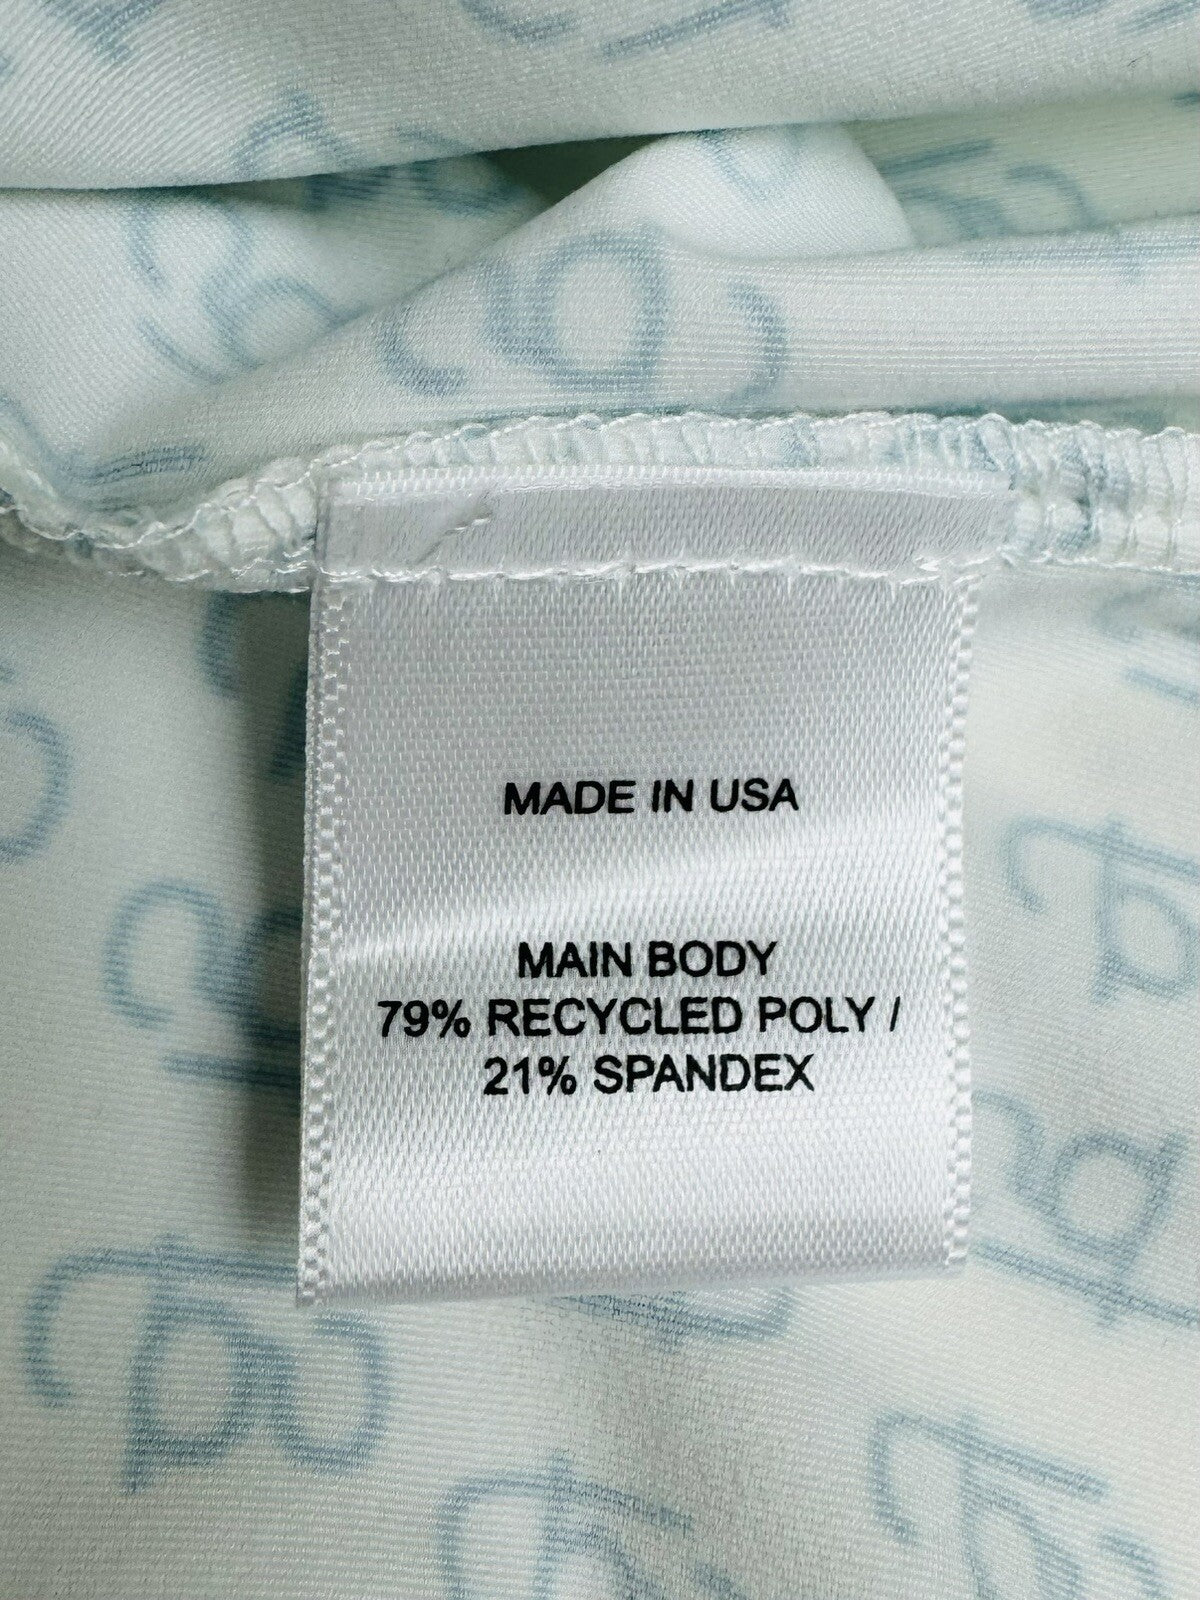 MADE IN USA
MAIN BODY
79% RECYCLED POLY /
21% SPANDEX